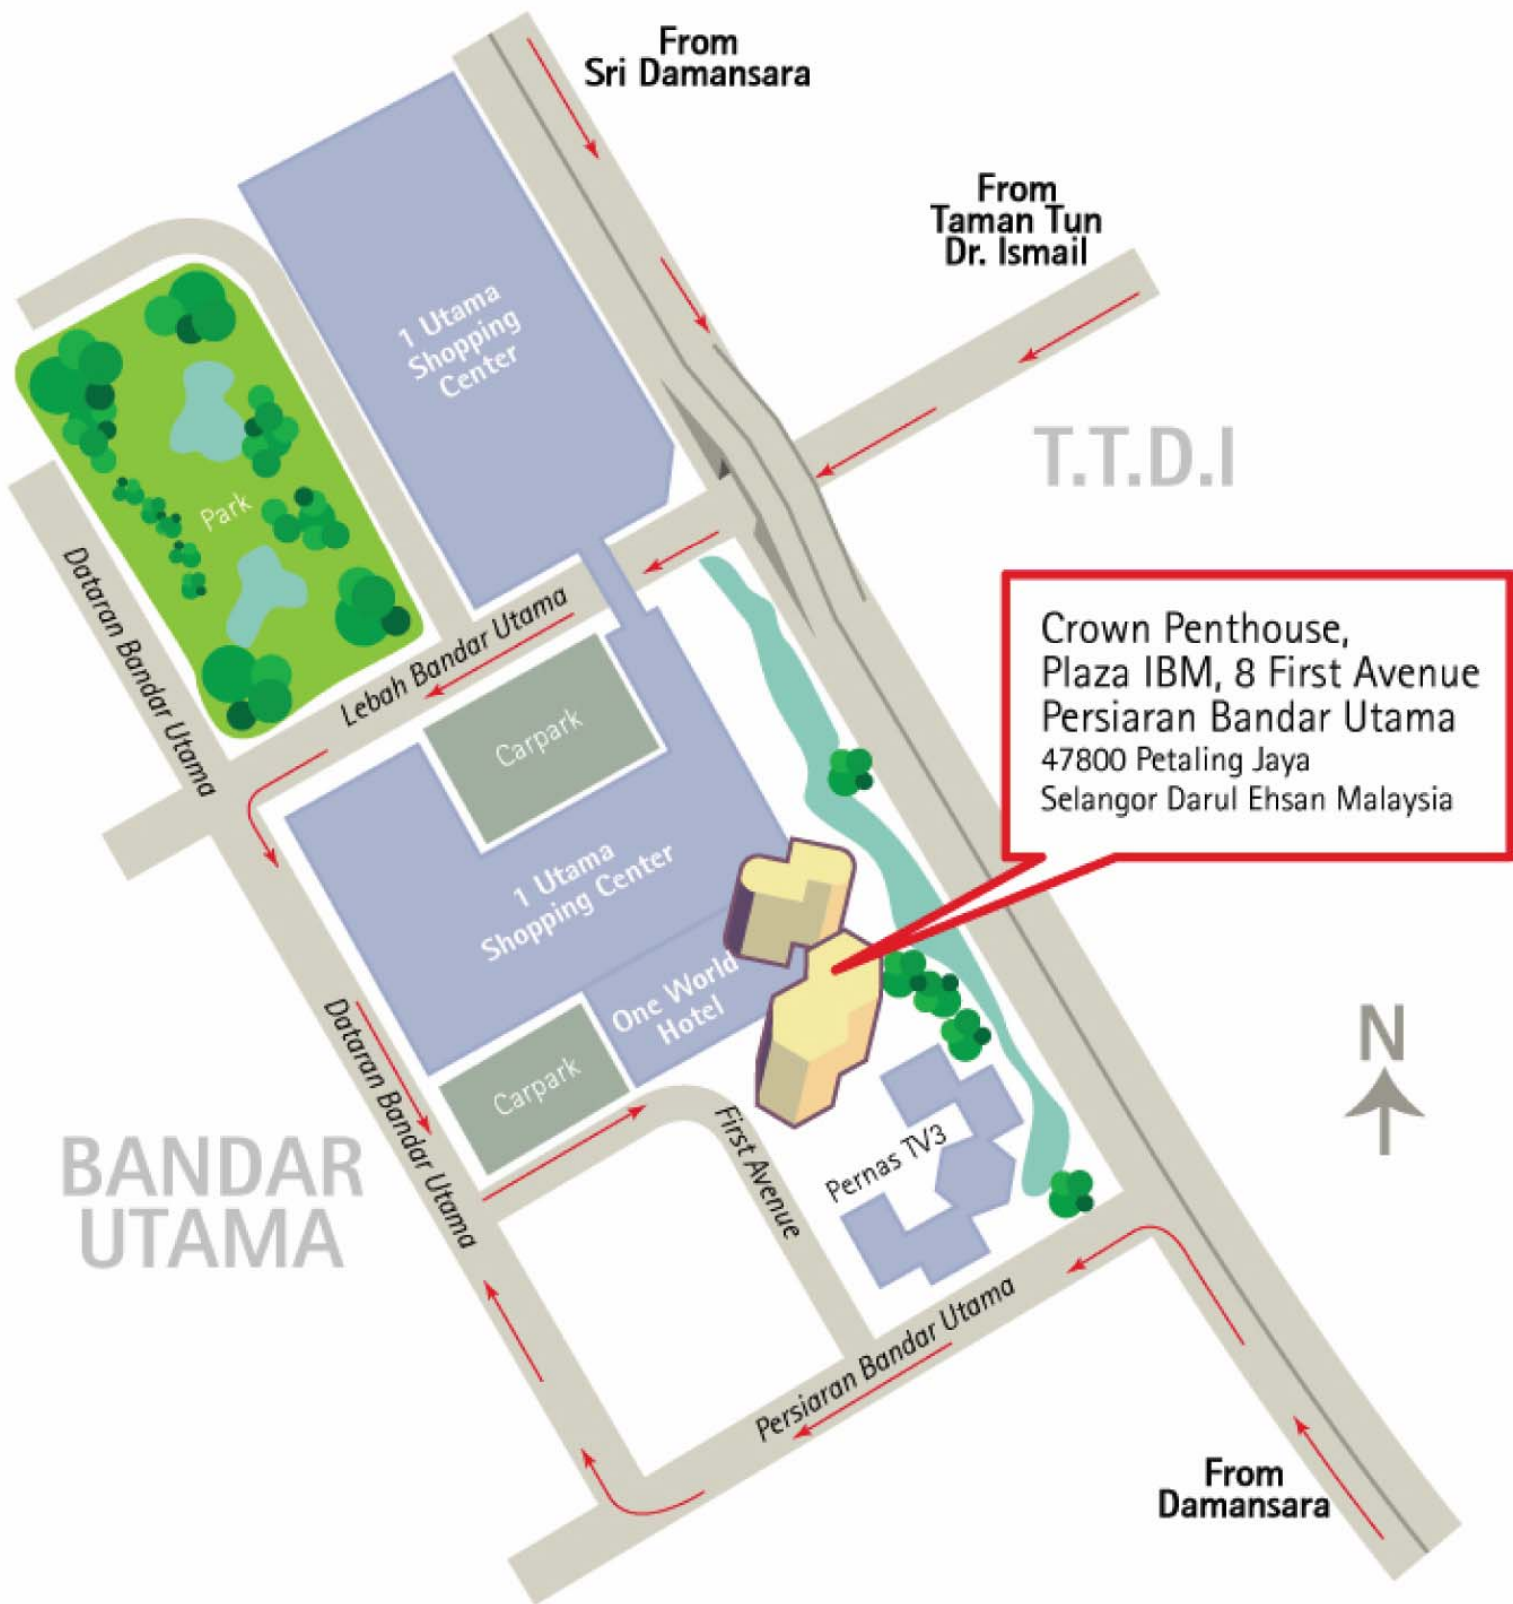 From
Sri Damansara
From
Taman Tun
Dr. Ismail
1 Utama
Shopping
Center
T.T.D.I
Park
Dataran Bandar Utama
Lebah Bandar Utama
Crown Penthouse,
Plaza IBM, 8 First Avenue
Persiaran Bandar Utama
47800 Petaling Jaya
Selangor Darul Ehsan Malaysia
Carpark
1 Utama
Shopping Center
One World
Hotel
Carpark
Dataran Bandar Utama
N
First Avenue
Pernas TV3
BANDAR
UTAMA
Persiaran Bandar Utama
From
Damansara